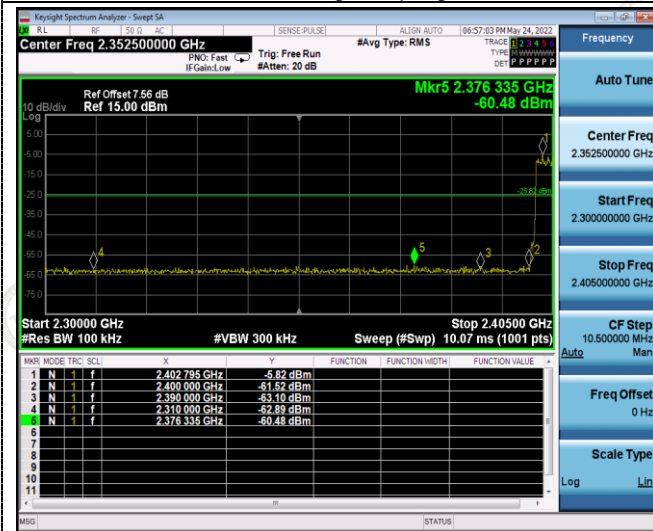 Keysight Spectrum Analyzer - Swept SA
RL RF 50 Ω AC SENSE:PULSE ALIGN AUTO 06:57:03 PM May 24, 2022
Center Freq 2.352500000 GHz #Avg Type: RMS TRACE 1 2 3 4 5 6
PNO: Fast Trig: Free Run TYPE M
IFGain:Low #Atten: 20 dB DET P P P P P P
Ref Offset 7.56 dB Mkr5 2.376 335 GHz
10 dB/div Ref 15.00 dBm -60.48 dBm
Log
5.00
-5.00
-15.0
-25.0
-35.0
-45.0
-55.0
-65.0
-75.0
1
-25.82 dBm
4
5
3
2
Start 2.30000 GHz Stop 2.40500 GHz
#Res BW 100 kHz #VBW 300 kHz Sweep (#Swp) 10.07 ms (1001 pts)
MKR MODE TRC SCL X Y FUNCTION FUNCTION WIDTH FUNCTION VALUE
1 N 1 f 2.402 795 GHz -5.82 dBm
2 N 1 f 2.400 000 GHz -61.52 dBm
3 N 1 f 2.390 000 GHz -63.10 dBm
4 N 1 f 2.310 000 GHz -62.89 dBm
5 N 1 f 2.376 335 GHz -60.48 dBm
6
7
8
9
10
11
MSG STATUS
Frequency
Auto Tune
Center Freq
2.352500000 GHz
Start Freq
2.300000000 GHz
Stop Freq
2.405000000 GHz
CF Step
10.500000 MHz
Auto Man
Freq Offset
0 Hz
Scale Type
Log Lin